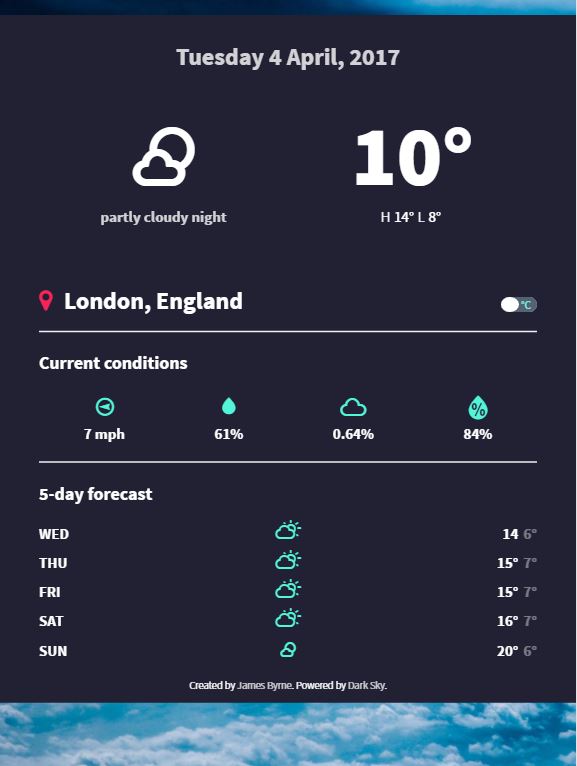 Tuesday 4 April, 2017
10°
partly cloudy night
H 14° L 8°
London, England
°C
Current conditions
%
7 mph 61% 0.64% 84%
5-day forecast
WED 14 6°
THU 15° 7°
FRI 15° 7°
SAT 16° 7°
SUN 20° 6°
Created by James Byrne. Powered by Dark Sky.